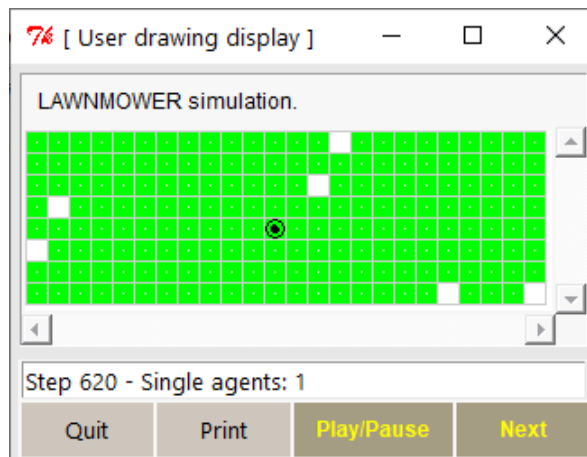 [ User drawing display ]
LAWNMOWER simulation.
Step 620 - Single agents: 1
Quit Print Play/Pause Next